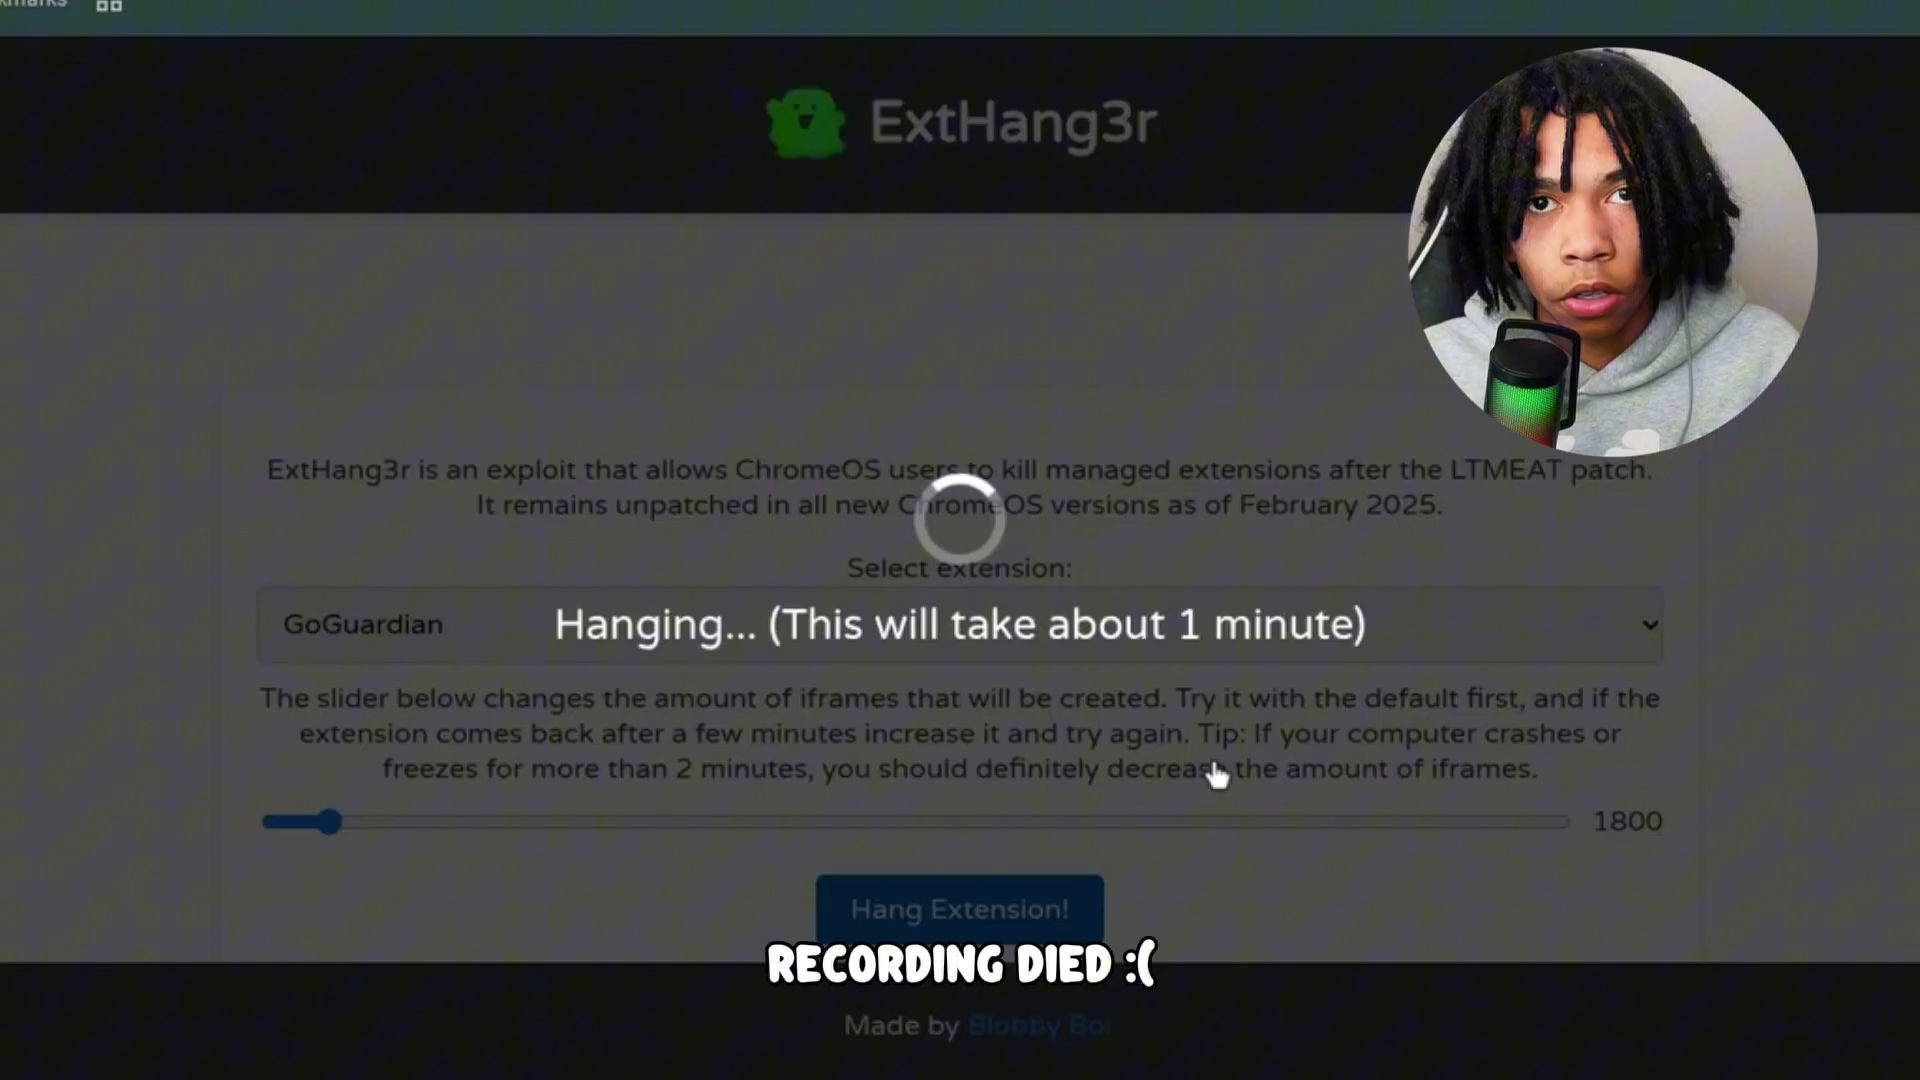 ExtHang3r
ExtHang3r is an exploit that allows ChromeOS users to kill managed extensions after the LTMEAT patch.
It remains unpatched in all new ChromeOS versions as of February 2025.
Select extension:
GoGuardian
Hanging... (This will take about 1 minute)
The slider below changes the amount of iframes that will be created. Try it with the default first, and if the
extension comes back after a few minutes increase it and try again. Tip: If your computer crashes or
freezes for more than 2 minutes, you should definitely decrease the amount of iframes.
1800
Hang Extension!
RECORDING DIED :(
Made by Blobby Boi